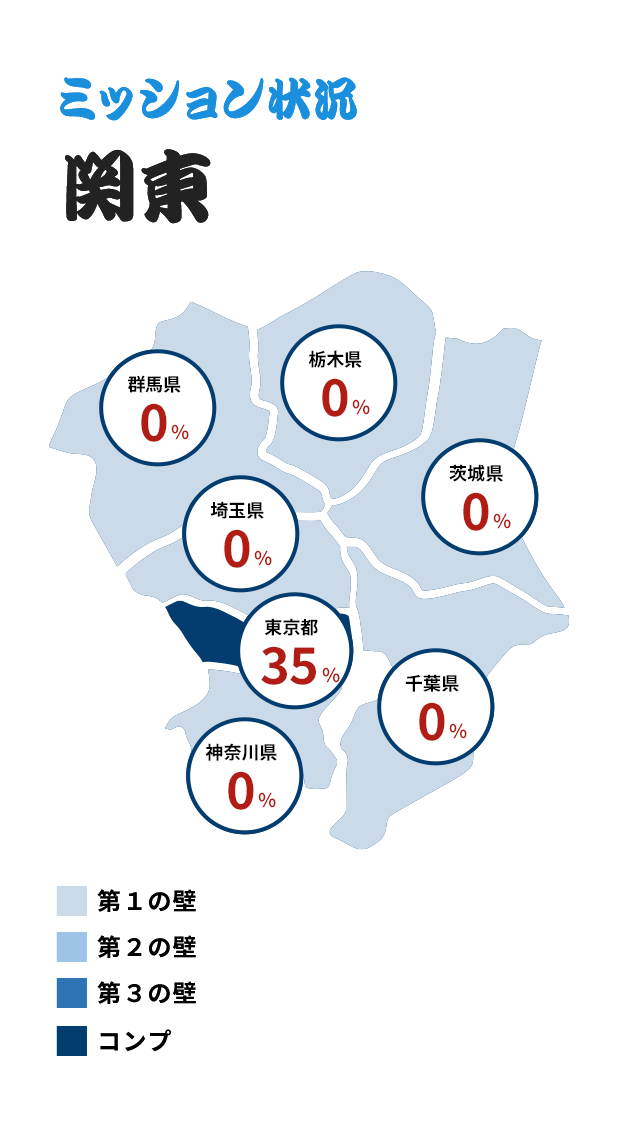 ミッション状況
関東
栃木県
0%
群馬県
0%
茨城県
0%
埼玉県
0%
東京都
35%
千葉県
0%
神奈川県
0%
第１の壁
第２の壁
第３の壁
コンプ